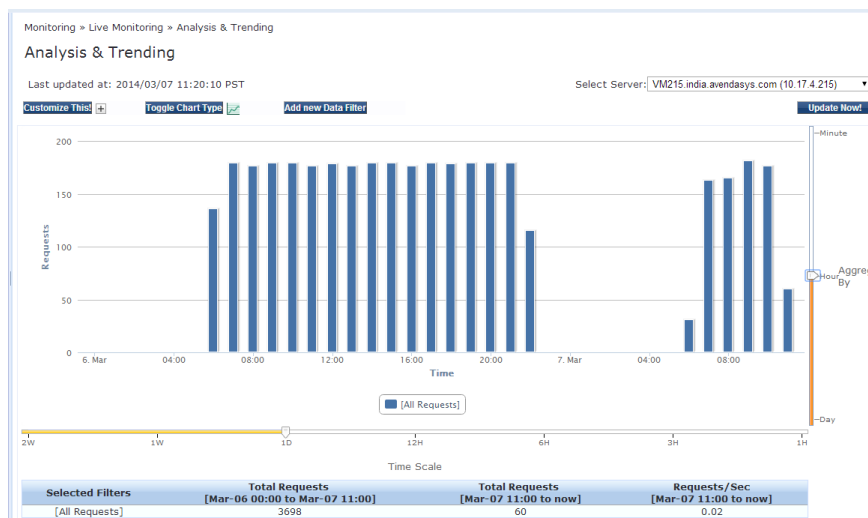 Monitoring » Live Monitoring » Analysis & Trending
Analysis & Trending
Last updated at: 2014/03/07 11:20:10 PST
Select Server: VM215.india.avendasys.com (10.17.4.215)
Customize This!
Toggle Chart Type
Add new Data Filter
Update Now!
200
150
100
50
0
Requests
6. Mar 04:00 08:00 12:00 16:00 20:00 7. Mar 04:00 08:00
Time
[All Requests]
Minute
Hour
Aggre
By
Day
2W 1W 1D 12H 6H 3H 1H
Time Scale
Selected Filters Total Requests Total Requests Requests/Sec
[Mar-06 00:00 to Mar-07 11:00] [Mar-07 11:00 to now] [Mar-07 11:00 to now]
[All Requests] 3698 60 0.02